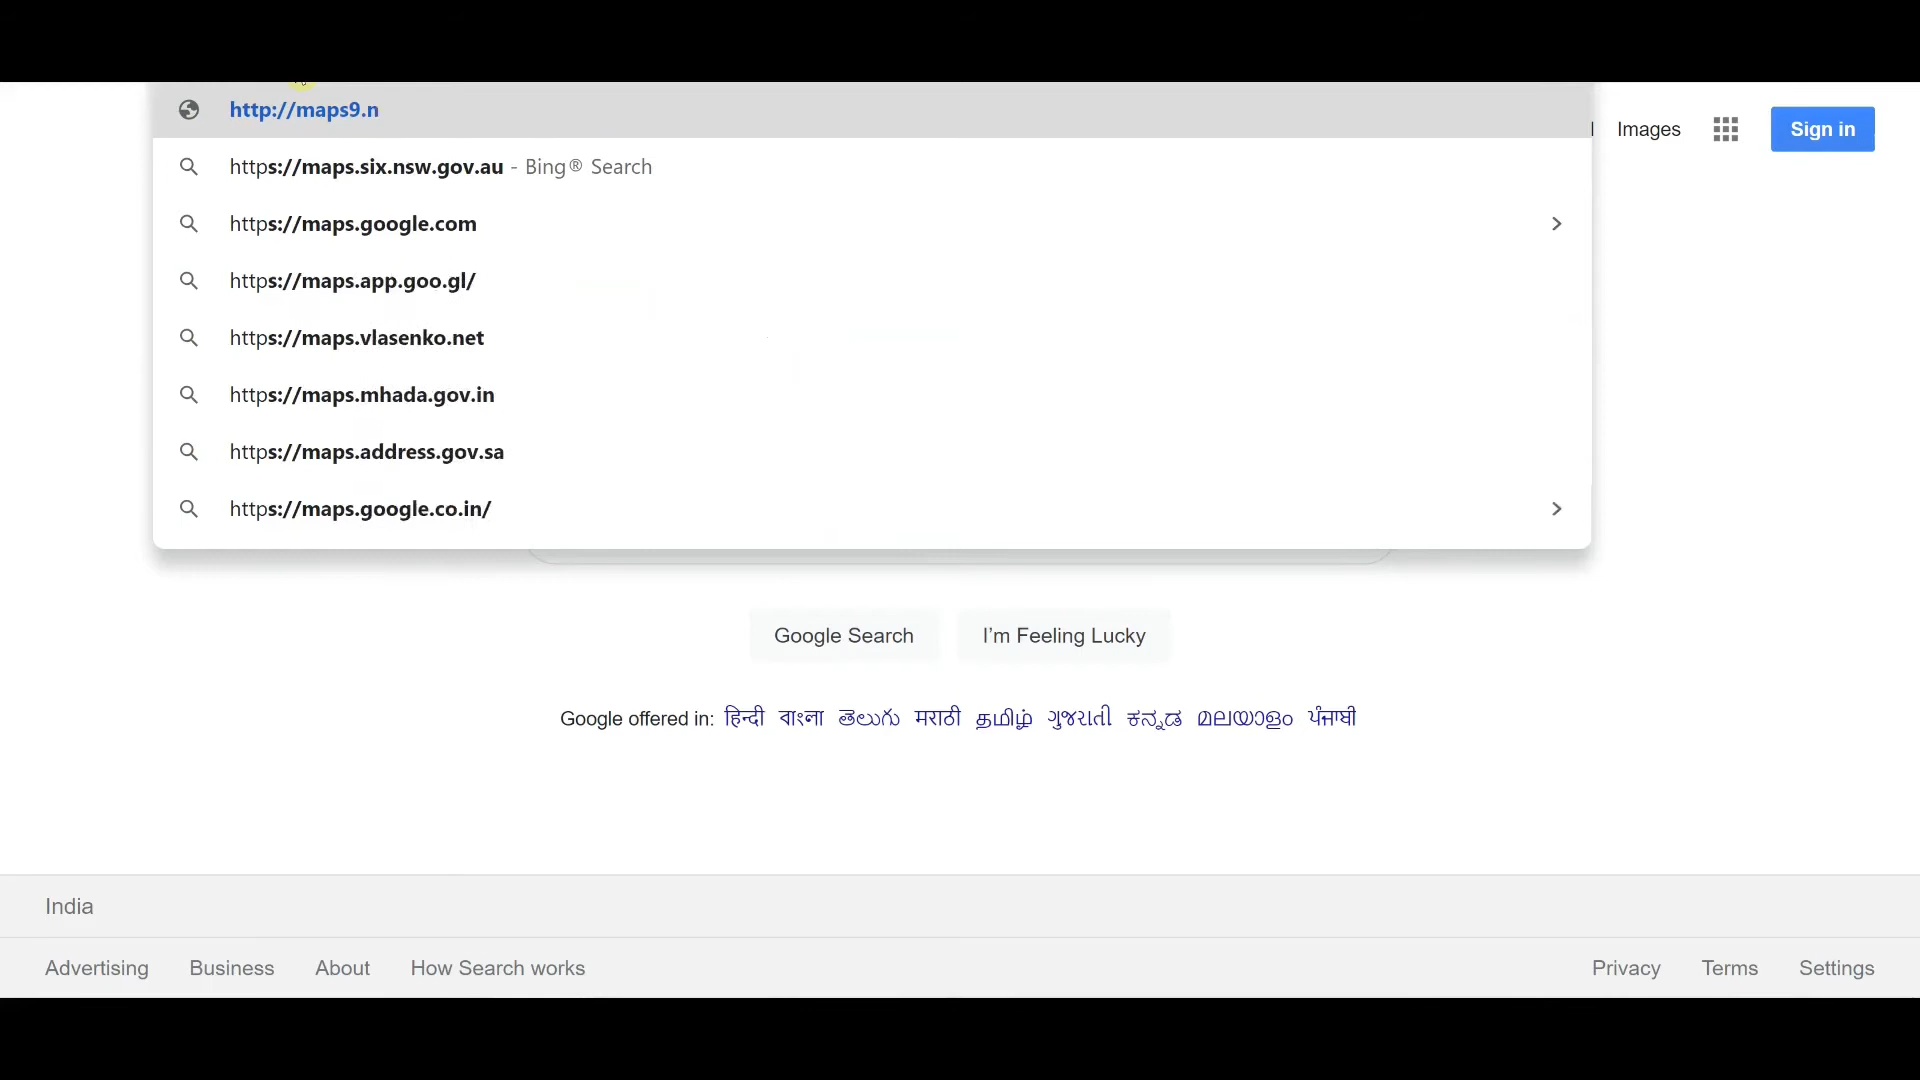 http://maps9.n
https://maps.six.nsw.gov.au - Bing® Search
Images
Sign in
https://maps.google.com
https://maps.app.goo.gl/
https://maps.vlasenko.net
https://maps.mhada.gov.in
https://maps.address.gov.sa
https://maps.google.co.in/
Google Search
I’m Feeling Lucky
Google offered in: हिन्दी বাংলা తెలుగు मराठी தமிழ் ગુજરાતી ಕನ್ನಡ മലയാളം ਪੰਜਾਬੀ
India
Advertising Business About How Search works
Privacy Terms Settings